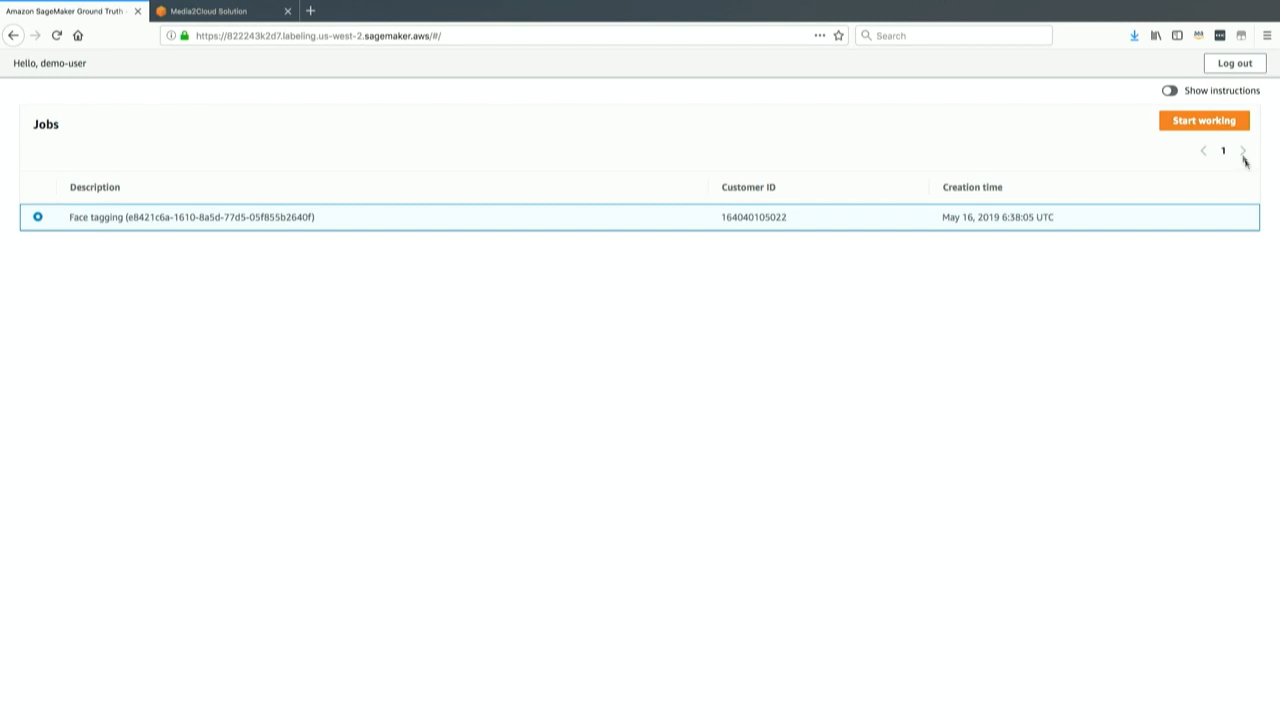 Amazon SageMaker Ground Truth
Media2Cloud Solution
https://822243k2d7.labeling.us-west-2.sagemaker.aws/#/
Search
Hello, demo-user
Log out
Show instructions
Jobs
Start working
1
Description Customer ID Creation time
Face tagging (e8421c6a-1610-8a5d-77d5-05f855b2640f) 164040105022 May 16, 2019 6:38:05 UTC